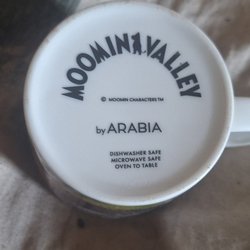 MOOMINVALLEY
© MOOMIN CHARACTERS™
by ARABIA
DISHWASHER SAFE
MICROWAVE SAFE
OVEN TO TABLE